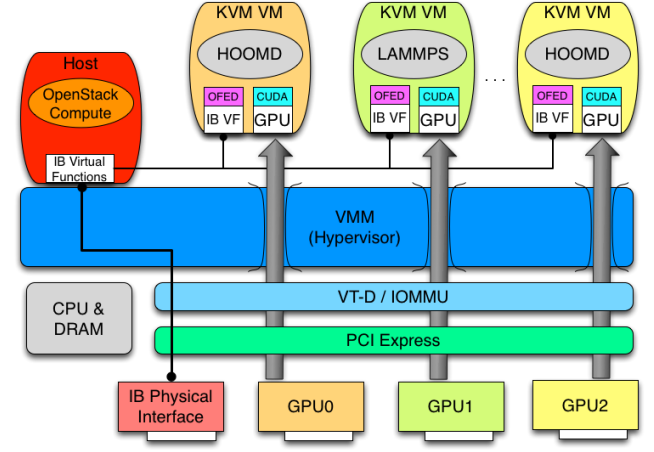 KVM VM
KVM VM
KVM VM
Host
HOOMD
LAMMPS
HOOMD
OpenStack
Compute
. . .
OFED
CUDA
OFED
CUDA
OFED
CUDA
IB VF
GPU
IB VF
GPU
IB VF
GPU
IB Virtual
Functions
VMM
(Hypervisor)
VT-D / IOMMU
CPU &
DRAM
PCI Express
IB Physical
Interface
GPU0
GPU1
GPU2